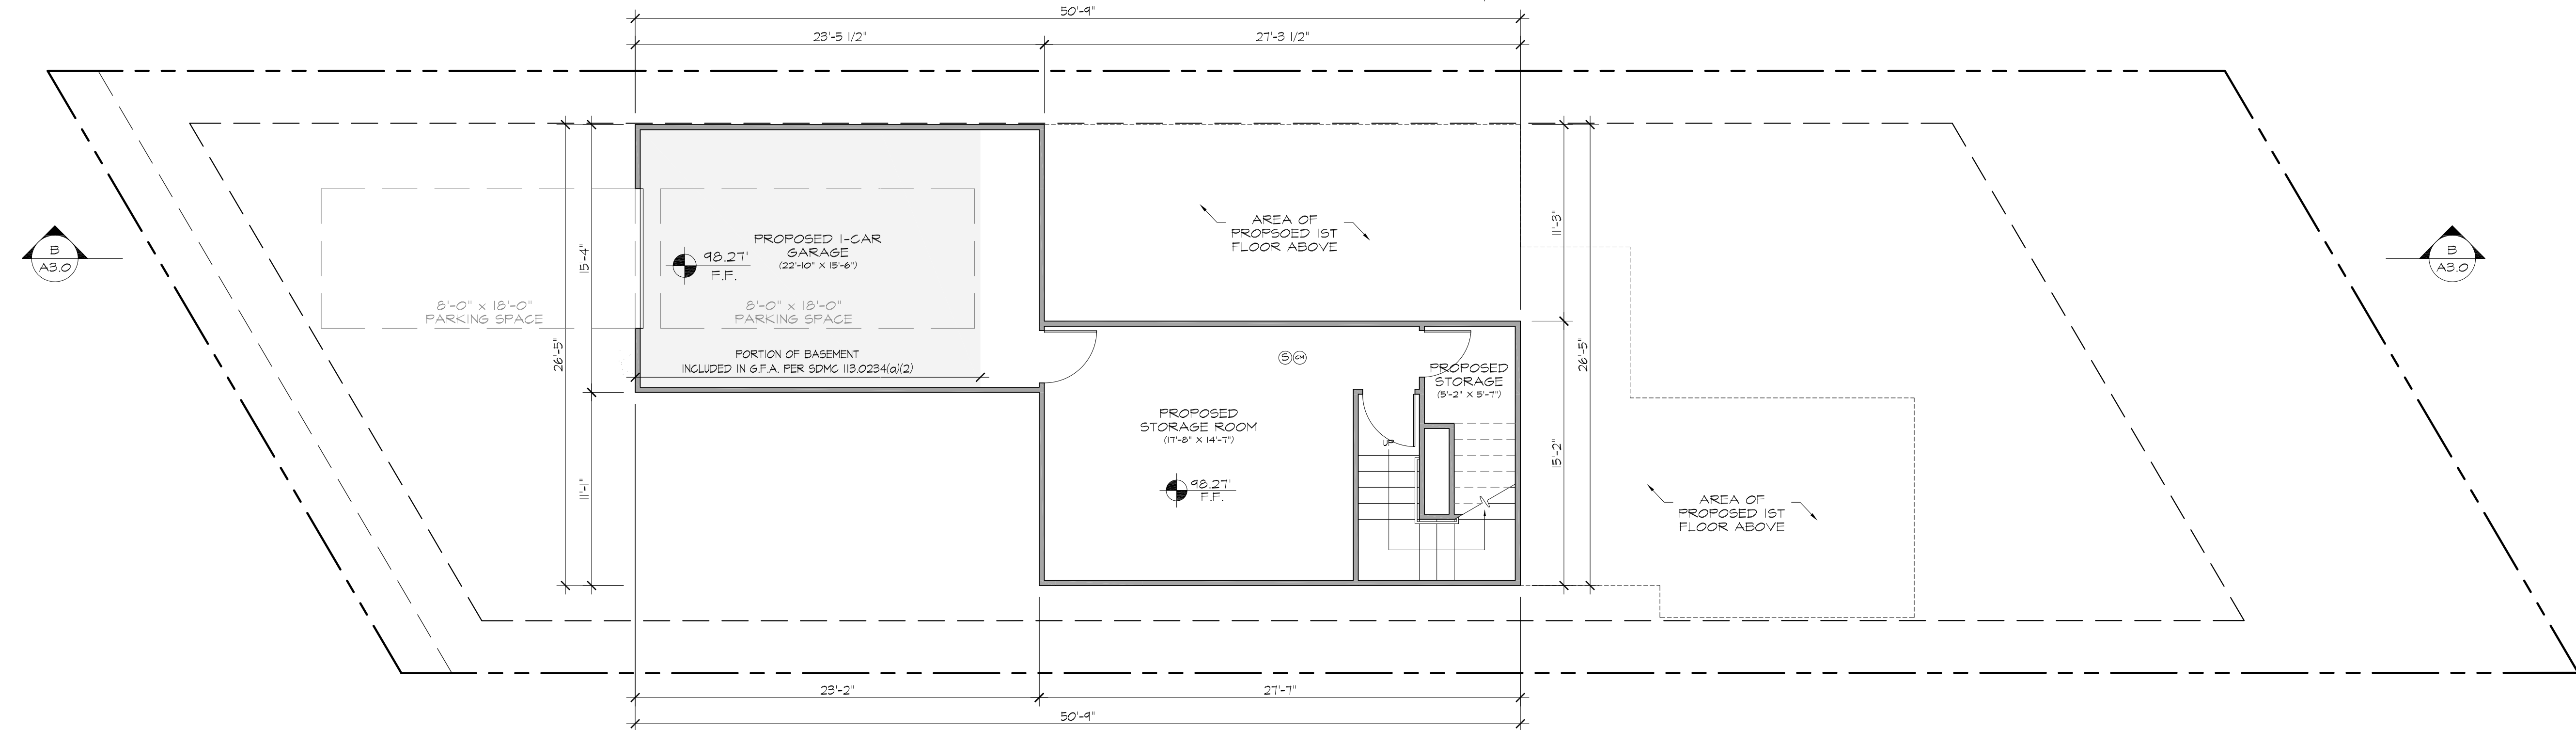 50'-9"
23'-5 1/2"
27'-3 1/2"
B
A3.0
PROPOSED 1-CAR
GARAGE
(22'-10" X 15'-6")
98.27'
F.F.
8'-0" x 18'-0"
PARKING SPACE
8'-0" x 18'-0"
PARKING SPACE
PORTION OF BASEMENT
INCLUDED IN G.F.A. PER SDMC 113.0234(a)(2)
15'-4"
26'-5"
11'-1"
AREA OF
PROPSOED 1ST
FLOOR ABOVE
11'-3"
26'-5"
15'-2"
S
CM
PROPOSED
STORAGE
(5'-2" X 5'-7")
PROPOSED
STORAGE ROOM
(17'-8" X 14'-7")
UP
98.27'
F.F.
AREA OF
PROPOSED 1ST
FLOOR ABOVE
B
A3.0
23'-2"
27'-7"
50'-9"